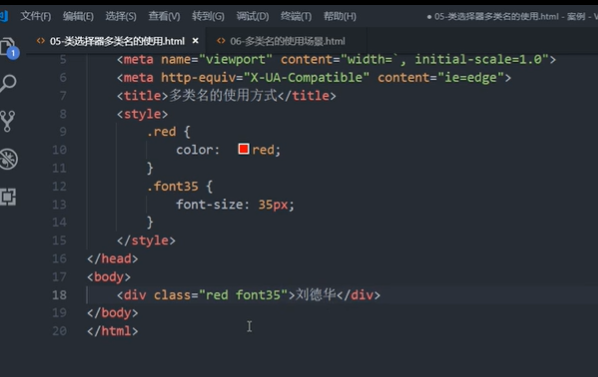 文件(F) 编辑(E) 选择(S) 查看(V) 转到(G) 调试(D) 终端(T) 帮助(H) ● 05-类选择器多类名的使用.html - 案例 - V
<> 05-类选择器多类名的使用.html × <> 06-多类名的使用场景.html
1
5 <meta name="viewport" content="width=`, initial-scale=1.0">
6 <meta http-equiv="X-UA-Compatible" content="ie=edge">
7 <title>多类名的使用方式</title>
8 <style>
9 .red {
10 color: red;
11 }
12 .font35 {
13 font-size: 35px;
14 }
15 </style>
16 </head>
17 <body>
18 <div class="red font35">刘德华</div>
19 </body>
20 </html>